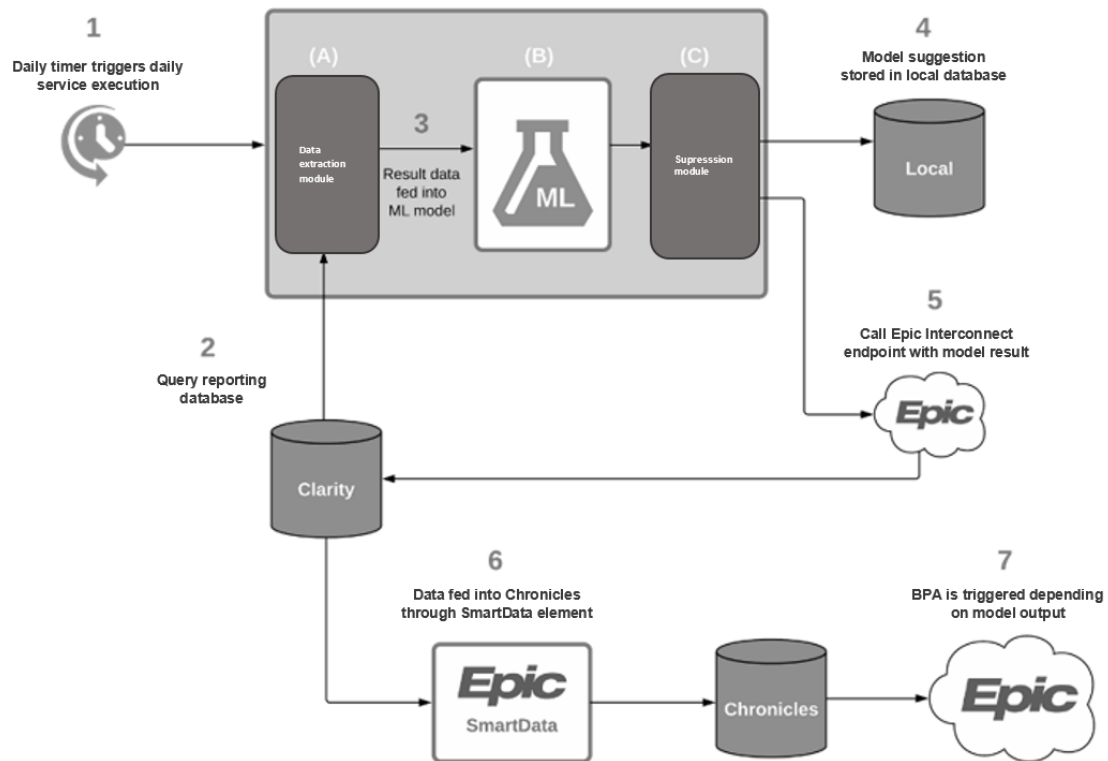 1
Daily timer triggers daily
service execution
(A)
Data
extraction
module
3
Result data
fed into
ML model
(B)
ML
(C)
Supresssion
module
4
Model suggestion
stored in local database
Local
5
Call Epic Interconnect
endpoint with model result
Epic
2
Query reporting
database
Clarity
6
Data fed into Chronicles
through SmartData element
Epic
SmartData
Chronicles
7
BPA is triggered depending
on model output
Epic